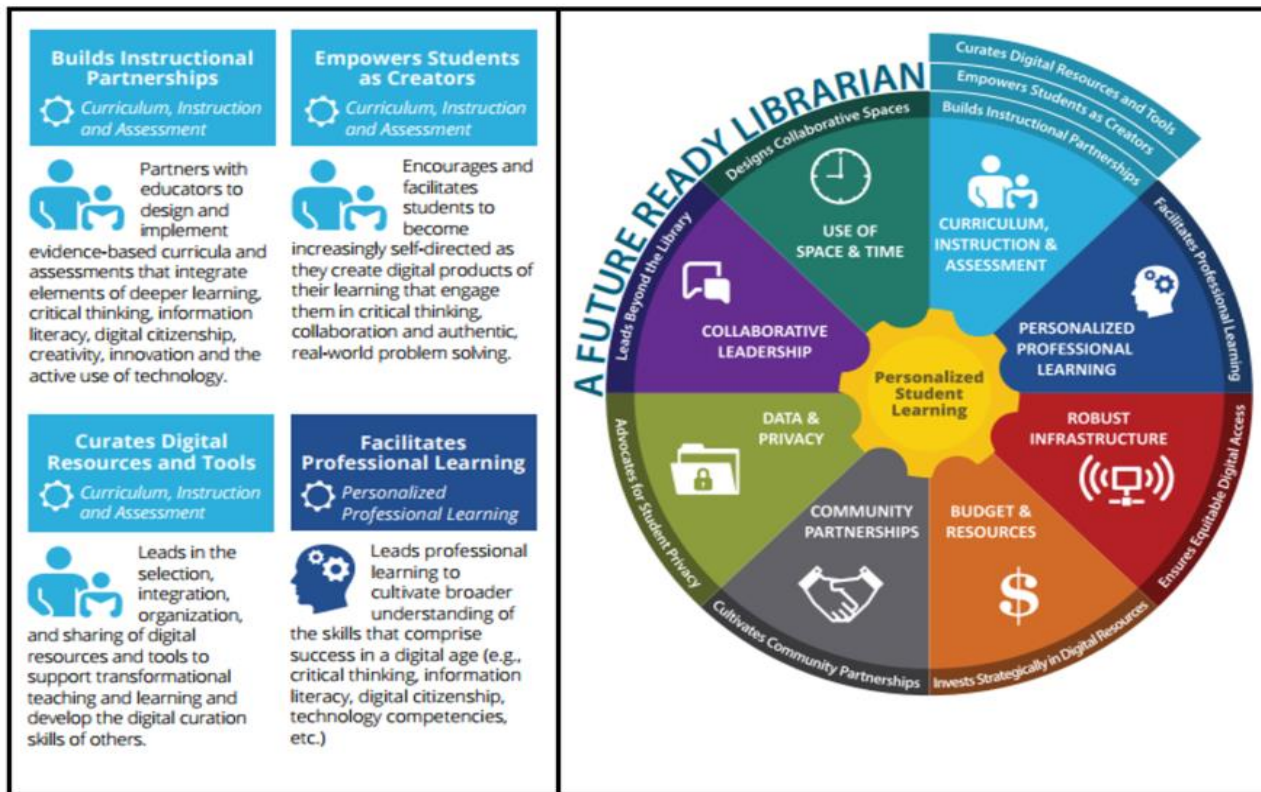 Builds Instructional
Partnerships
Curriculum, Instruction
and Assessment
Partners with
educators to
design and
implement
evidence-based curricula and
assessments that integrate
elements of deeper learning,
critical thinking, information
literacy, digital citizenship,
creativity, innovation and the
active use of technology.
Empowers Students
as Creators
Curriculum, Instruction
and Assessment
Encourages and
facilitates
students to
become
increasingly self-directed as
they create digital products of
their learning that engage
them in critical thinking,
collaboration and authentic,
real-world problem solving.
Curates Digital
Resources and Tools
Curriculum, Instruction
and Assessment
Leads in the
selection,
integration,
organization,
and sharing of digital
resources and tools to
support transformational
teaching and learning and
develop the digital curation
skills of others.
Facilitates
Professional Learning
Personalized
Professional Learning
Leads professional
learning to
cultivate broader
understanding of
the skills that comprise
success in a digital age (e.g.,
critical thinking, information
literacy, digital citizenship,
technology competencies,
etc.)
A FUTURE READY LIBRARIAN
Curates Digital Resources and Tools
Empowers Students as Creators
Builds Instructional Partnerships
CURRICULUM,
INSTRUCTION &
ASSESSMENT
Facilitates Professional Learning
PERSONALIZED
PROFESSIONAL
LEARNING
Ensures Equitable Digital Access
ROBUST
INFRASTRUCTURE
Invests Strategically in Digital Resources
BUDGET &
RESOURCES
$
Cultivates Community Partnerships
COMMUNITY
PARTNERSHIPS
Advocates for Student Privacy
DATA &
PRIVACY
Leads Beyond the Library
COLLABORATIVE
LEADERSHIP
Designs Collaborative Spaces
USE OF
SPACE & TIME
Personalized
Student
Learning